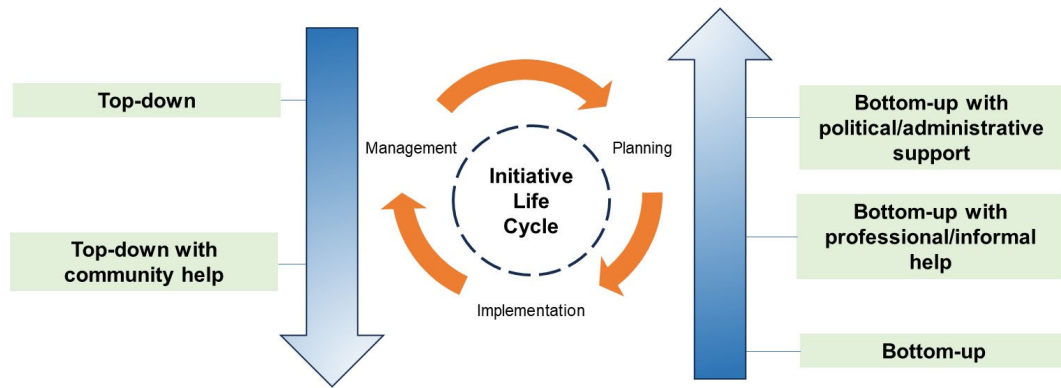 Top-down
Top-down with
community help
Management
Planning
Initiative
Life
Cycle
Implementation
Bottom-up with
political/administrative
support
Bottom-up with
professional/informal
help
Bottom-up